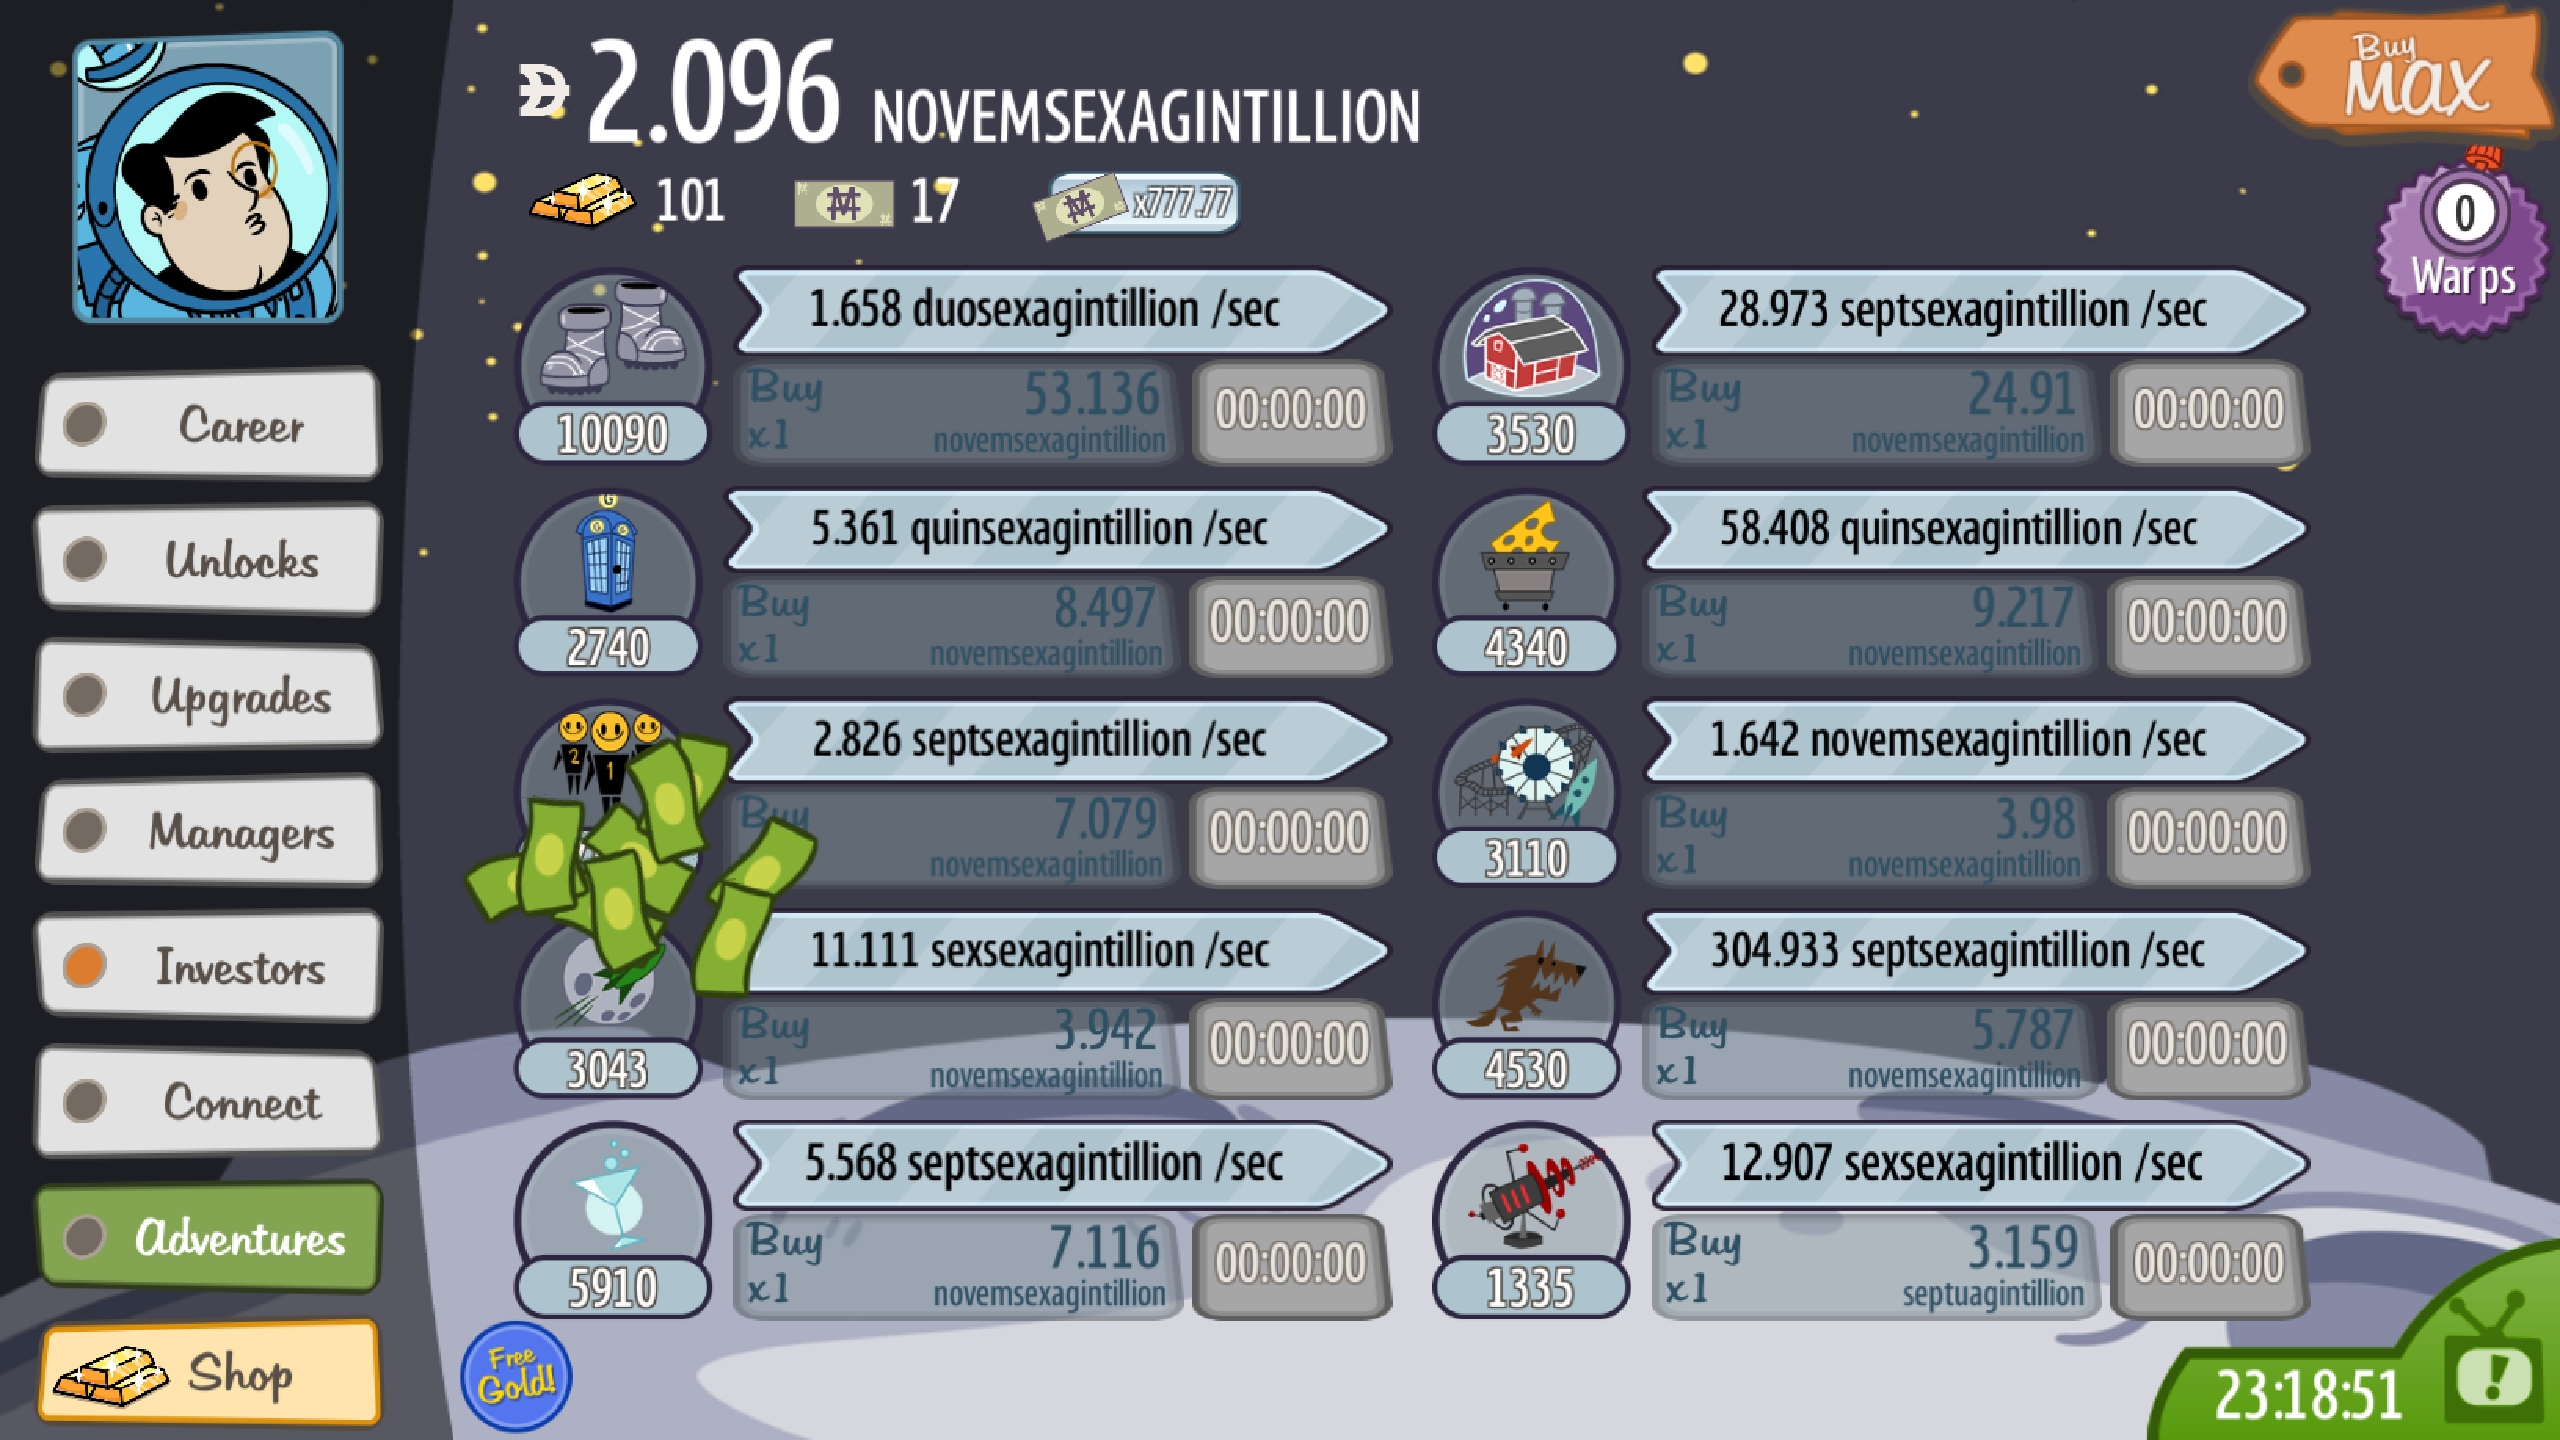 2.096 NOVEMSEXAGINTILLION
Buy
MAX
101 17 x777.77
0
Warps
Career
Unlocks
Upgrades
Managers
Investors
Connect
Adventures
Shop
1.658 duosexagintillion /sec
Buy 53.136
x1 novemsexagintillion
00:00:00
10090
28.973 septsexagintillion /sec
Buy 24.91
x1 novemsexagintillion
00:00:00
3530
G
5.361 quinsexagintillion /sec
Buy 8.497
x1 novemsexagintillion
00:00:00
2740
58.408 quinsexagintillion /sec
Buy 9.217
x1 novemsexagintillion
00:00:00
4340
2 1
2.826 septsexagintillion /sec
Buy 7.079
novemsexagintillion
00:00:00
1.642 novemsexagintillion /sec
Buy 3.98
x1 novemsexagintillion
00:00:00
3110
11.111 sexsexagintillion /sec
Buy 3.942
x1 novemsexagintillion
00:00:00
3043
304.933 septsexagintillion /sec
Buy 5.787
x1 novemsexagintillion
00:00:00
4530
5.568 septsexagintillion /sec
Buy 7.116
x1 novemsexagintillion
00:00:00
5910
12.907 sexsexagintillion /sec
Buy 3.159
x1 septuagintillion
00:00:00
1335
Free
Gold!
23:18:51
!